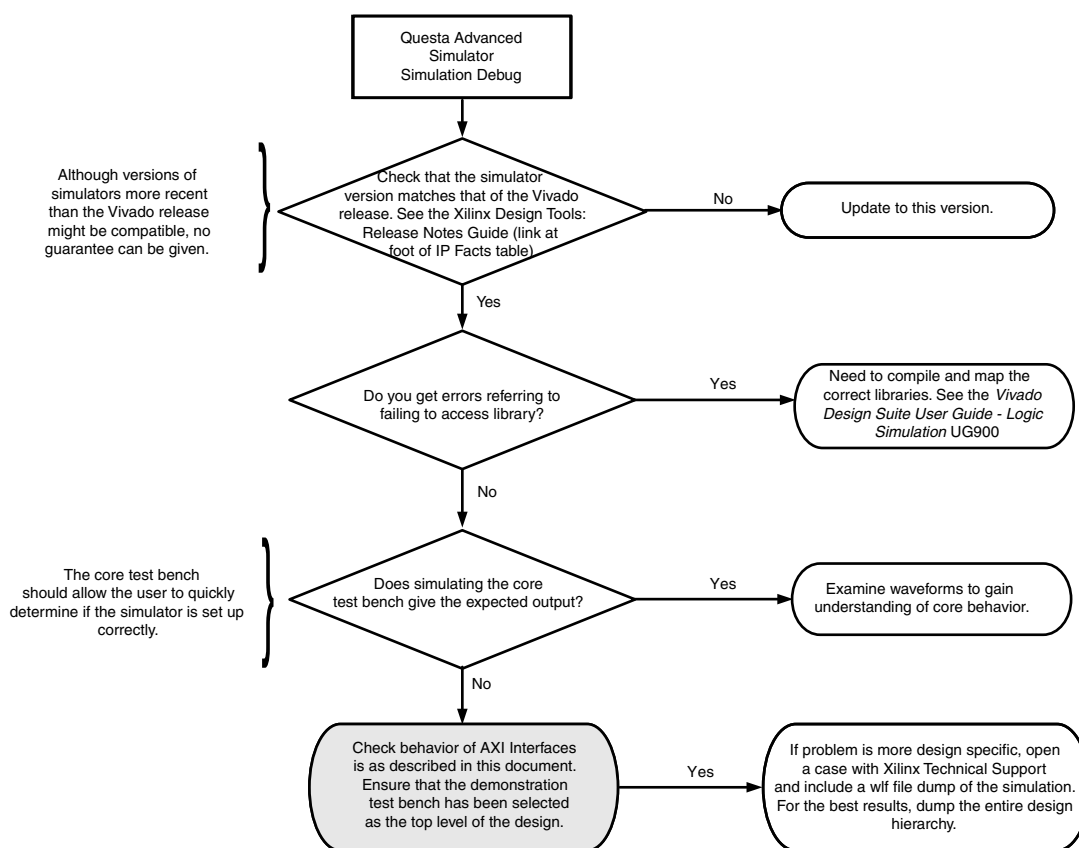 Questa Advanced
Simulator
Simulation Debug
Although versions of
simulators more recent
than the Vivado release
might be compatible, no
guarantee can be given.
Check that the simulator
version matches that of the Vivado
release. See the Xilinx Design Tools:
Release Notes Guide (link at
foot of IP Facts table)
No
Update to this version.
Yes
Do you get errors referring to
failing to access library?
Yes
Need to compile and map the
correct libraries. See the Vivado
Design Suite User Guide - Logic
Simulation UG900
No
The core test bench
should allow the user to quickly
determine if the simulator is set up
correctly.
Does simulating the core
test bench give the expected output?
Yes
Examine waveforms to gain
understanding of core behavior.
No
Check behavior of AXI Interfaces
is as described in this document.
Ensure that the demonstration
test bench has been selected
as the top level of the design.
Yes
If problem is more design specific, open
a case with Xilinx Technical Support
and include a wlf file dump of the simulation.
For the best results, dump the entire design
hierarchy.